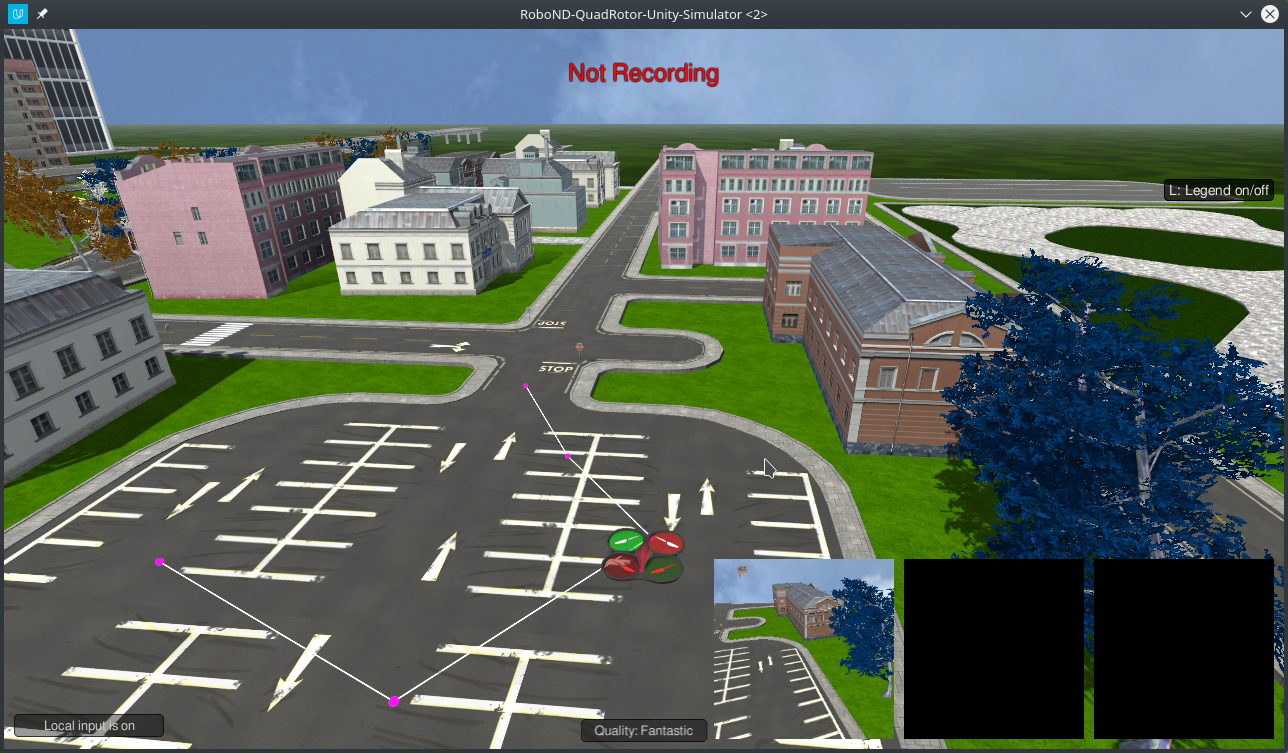 RoboND-QuadRotor-Unity-Simulator <2>
Not Recording
L: Legend on/off
STOP
STOP
Local input is on
Quality: Fantastic